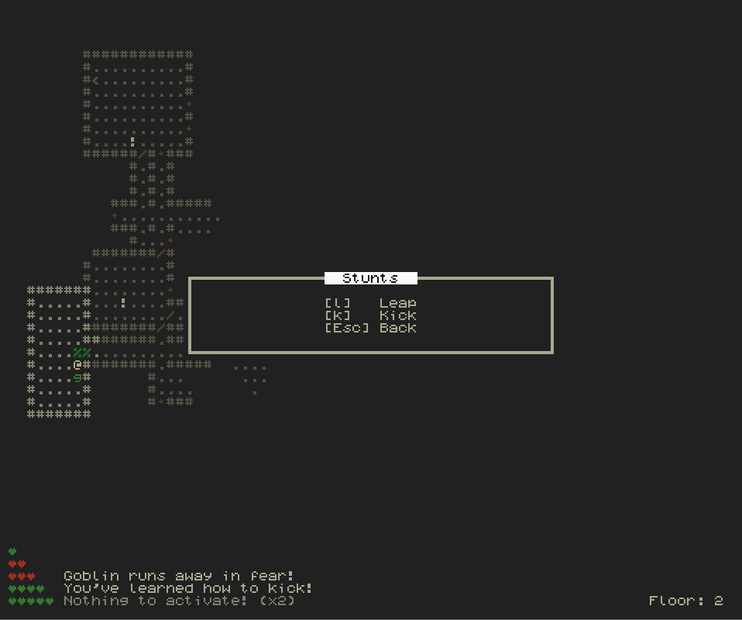 Stunts
[l] Leap
[k] Kick
[Esc] Back
Goblin runs away in fear!
You've learned how to kick!
Nothing to activate! (x2)
Floor: 2